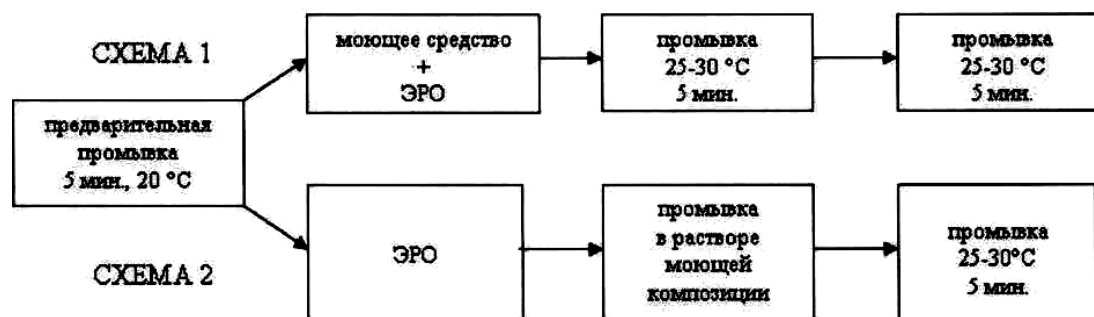 СХЕМА 1
моющее средство
+
ЭРО
промывка
25-30 °C
5 мин.
промывка
25-30 °C
5 мин.
предварительная
промывка
5 мин., 20 °C
СХЕМА 2
ЭРО
промывка
в растворе
моющей
композиции
промывка
25-30°C
5 мин.